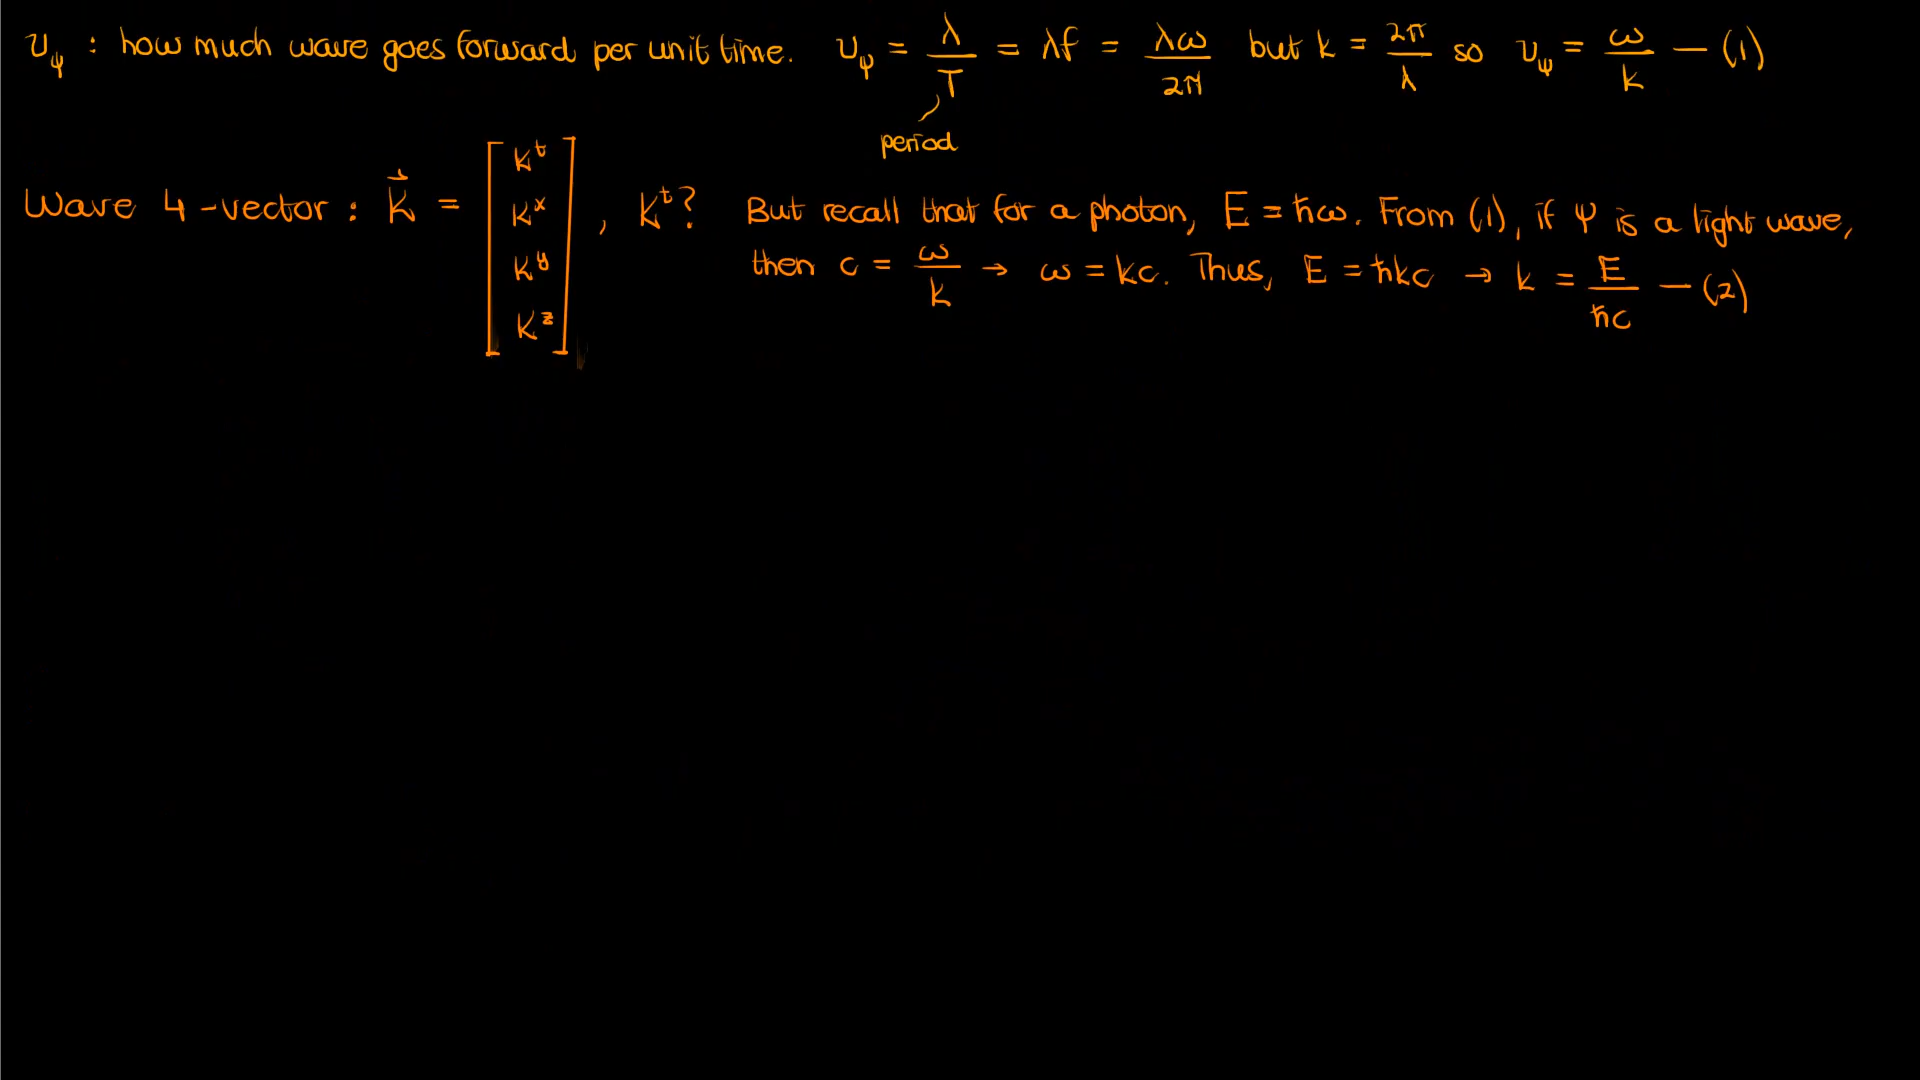 v_ψ : how much wave goes forward per unit time. v_ψ = λ/T = λf = λω/2π but k = 2π/λ so v_ψ = ω/k — (1)
period
Wave 4-vector : K⃗ = [K^t K^x K^y K^z] , K^t? But recall that for a photon, E = ħω. From (1), if ψ is a light wave,
then c = ω/k → ω = kc. Thus, E = ħkc → k = E/ħc — (2)